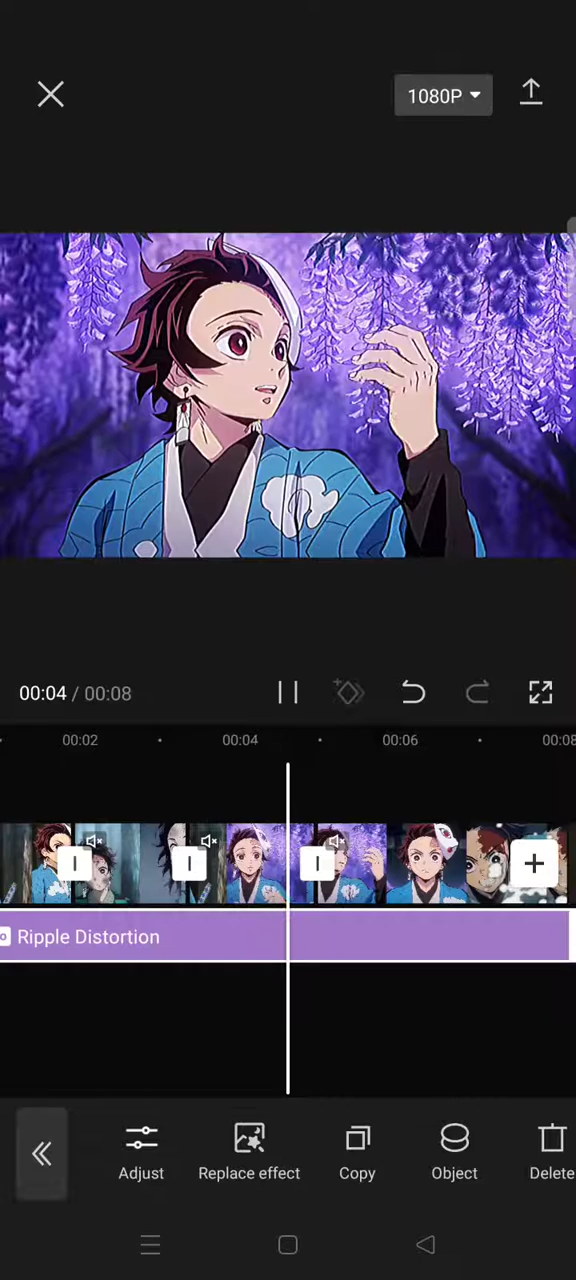 1080P
00:04 / 00:08
00:02 00:04 00:06 00:08
Ripple Distortion
Adjust Replace effect Copy Object Delete